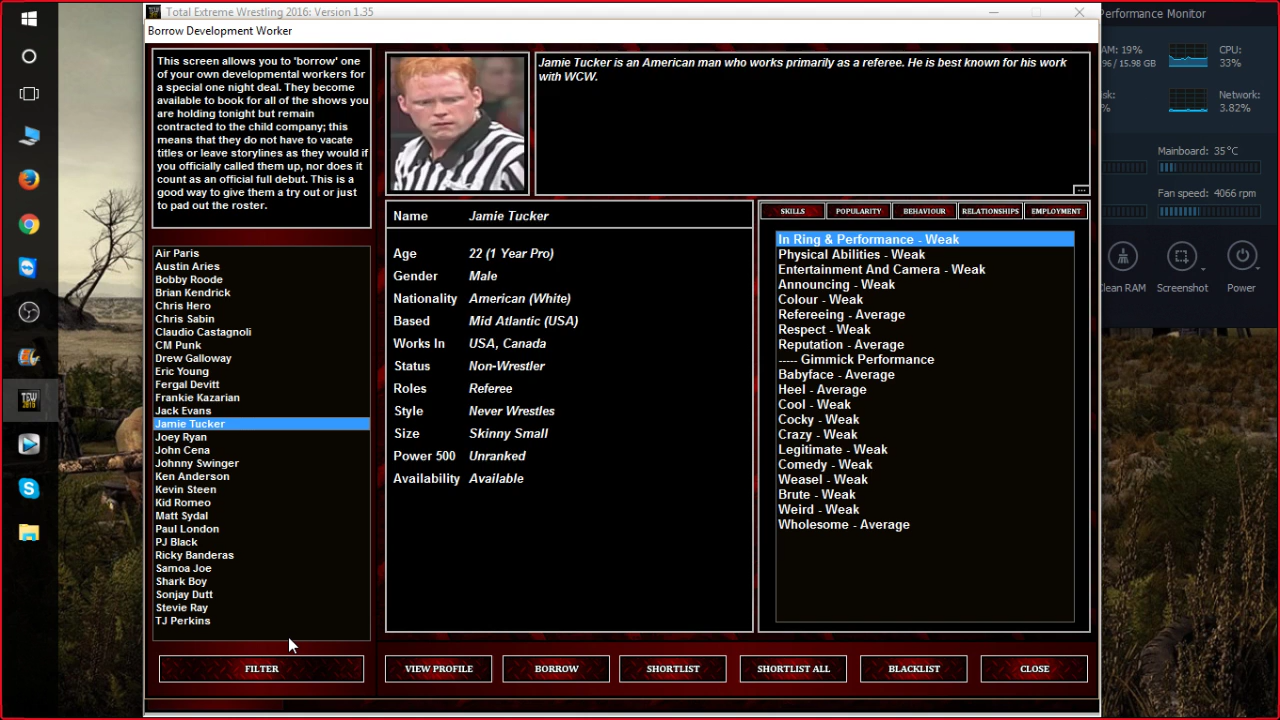 Total Extreme Wrestling 2016: Version 1.35
Borrow Development Worker
This screen allows you to 'borrow' one
of your own developmental workers for
a special one night deal. They become
available to book for all of the shows you
are holding tonight but remain
contracted to the child company; this
means that they do not have to vacate
titles or leave storylines as they would if
you officially called them up, nor does it
count as an official full debut. This is a
good way to give them a try out or just
to pad out the roster.
Jamie Tucker is an American man who works primarily as a referee. He is best known for his work
with WCW.
Air Paris
Austin Aries
Bobby Roode
Brian Kendrick
Chris Hero
Chris Sabin
Claudio Castagnoli
CM Punk
Drew Galloway
Eric Young
Fergal Devitt
Frankie Kazarian
Jack Evans
Jamie Tucker
Joey Ryan
John Cena
Johnny Swinger
Ken Anderson
Kevin Steen
Kid Romeo
Matt Sydal
Paul London
PJ Black
Ricky Banderas
Samoa Joe
Shark Boy
Sonjay Dutt
Stevie Ray
TJ Perkins
Name Jamie Tucker
Age 22 (1 Year Pro)
Gender Male
Nationality American (White)
Based Mid Atlantic (USA)
Works In USA, Canada
Status Non-Wrestler
Roles Referee
Style Never Wrestles
Size Skinny Small
Power 500 Unranked
Availability Available
SKILLS POPULARITY BEHAVIOUR RELATIONSHIPS EMPLOYMENT
In Ring & Performance - Weak
Physical Abilities - Weak
Entertainment And Camera - Weak
Announcing - Weak
Colour - Weak
Refereeing - Average
Respect - Weak
Reputation - Average
----- Gimmick Performance
Babyface - Average
Heel - Average
Cool - Weak
Cocky - Weak
Crazy - Weak
Legitimate - Weak
Comedy - Weak
Weasel - Weak
Brute - Weak
Weird - Weak
Wholesome - Average
FILTER VIEW PROFILE BORROW SHORTLIST SHORTLIST ALL BLACKLIST CLOSE
Performance Monitor
AM: 19% CPU:
96 / 15.98 GB 33%
sk: Network:
% 3.82%
Mainboard: 35°C
Fan speed: 4066 rpm
lean RAM Screenshot Power
TEW
2016